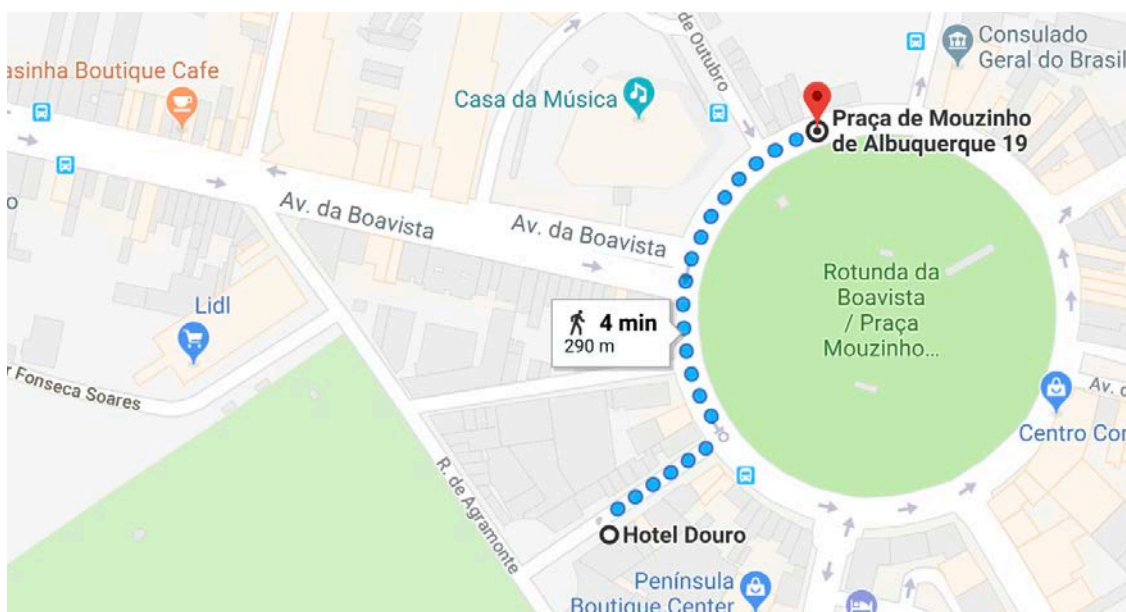 Consulado
Geral do Brasil
de Outubro
asinha Boutique Cafe
Casa da Música
Praça de Mouzinho
de Albuquerque 19
o
Av. da Boavista
Av. da Boavista
Rotunda da
Boavista
/ Praça
Mouzinho...
Lidl
4 min
290 m
r Fonseca Soares
Av. d
Centro Co
R. de Agramonte
Hotel Douro
Península
Boutique Center